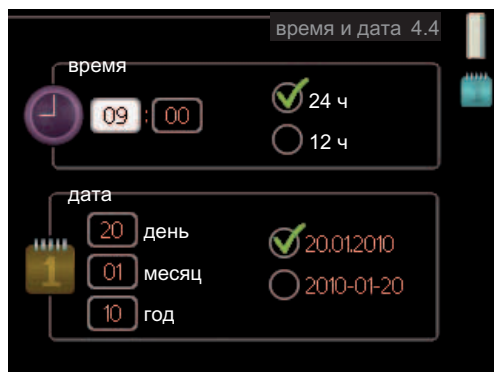 время и дата 4.4
время
09 : 00
24 ч
12 ч
дата
20 день
01 месяц
10 год
20.01.2010
2010-01-20
1